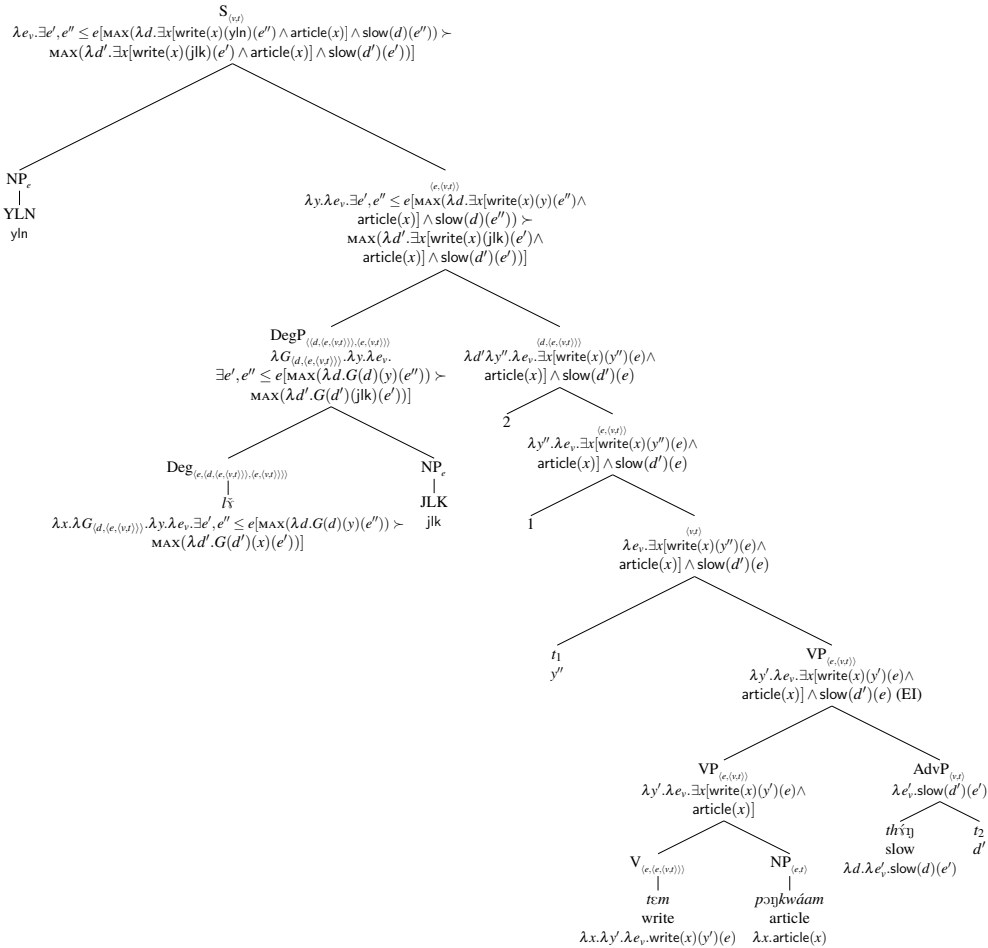 S⟨v,t⟩
λe_v.∃e′,e″ ≤ e[MAX(λd.∃x[write(x)(yln)(e″) ∧ article(x)] ∧ slow(d)(e″)) ≻
MAX(λd′.∃x[write(x)(jlk)(e′) ∧ article(x)] ∧ slow(d′)(e′))]
NP_e
YLN
yln
⟨e,⟨v,t⟩⟩
λy.λe_v.∃e′,e″ ≤ e[MAX(λd.∃x[write(x)(y)(e″)∧
article(x)] ∧ slow(d)(e″)) ≻
MAX(λd′.∃x[write(x)(jlk)(e′)∧
article(x)] ∧ slow(d′)(e′))]
DegP⟨⟨d,⟨e,⟨v,t⟩⟩⟩,⟨e,⟨v,t⟩⟩⟩
λG⟨d,⟨e,⟨v,t⟩⟩⟩.λy.λe_v.
∃e′,e″ ≤ e[MAX(λd.G(d)(y)(e″)) ≻
MAX(λd′.G(d′)(jlk)(e′))]
⟨d,⟨e,⟨v,t⟩⟩⟩
λd′λy″.λe_v.∃x[write(x)(y″)(e)∧
article(x)] ∧ slow(d′)(e)
2
⟨e,⟨v,t⟩⟩
λy″.λe_v.∃x[write(x)(y″)(e)∧
article(x)] ∧ slow(d′)(e)
Deg⟨e,⟨d,⟨e,⟨v,t⟩⟩⟩,⟨e,⟨v,t⟩⟩⟩⟩
lɤ̌
λx.λG⟨d,⟨e,⟨v,t⟩⟩⟩.λy.λe_v.∃e′,e″ ≤ e[MAX(λd.G(d)(y)(e″)) ≻
MAX(λd′.G(d′)(x)(e′))]
NP_e
JLK
jlk
1
⟨v,t⟩
λe_v.∃x[write(x)(y″)(e)∧
article(x)] ∧ slow(d′)(e)
t₁
y″
VP⟨e,⟨v,t⟩⟩
λy′.λe_v.∃x[write(x)(y′)(e)∧
article(x)] ∧ slow(d′)(e) (EI)
VP⟨e,⟨v,t⟩⟩
λy′.λe_v.∃x[write(x)(y′)(e)∧
article(x)]
AdvP⟨v,t⟩
λe′_v.slow(d′)(e′)
thɤ́ŋ
slow
λd.λe′_v.slow(d)(e′)
t₂
d′
V⟨e,⟨e,⟨v,t⟩⟩⟩
tɛm
write
λx.λy′.λe_v.write(x)(y′)(e)
NP⟨e,t⟩
pɔŋkwáam
article
λx.article(x)